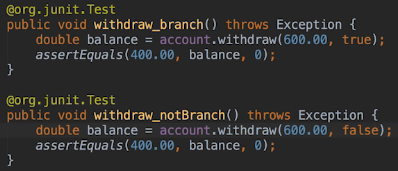 @org.junit.Test
public void withdraw_branch() throws Exception {
    double balance = account.withdraw(600.00, true);
    assertEquals(400.00, balance, 0);
}
@org.junit.Test
public void withdraw_notBranch() throws Exception {
    double balance = account.withdraw(600.00, false);
    assertEquals(400.00, balance, 0);
}